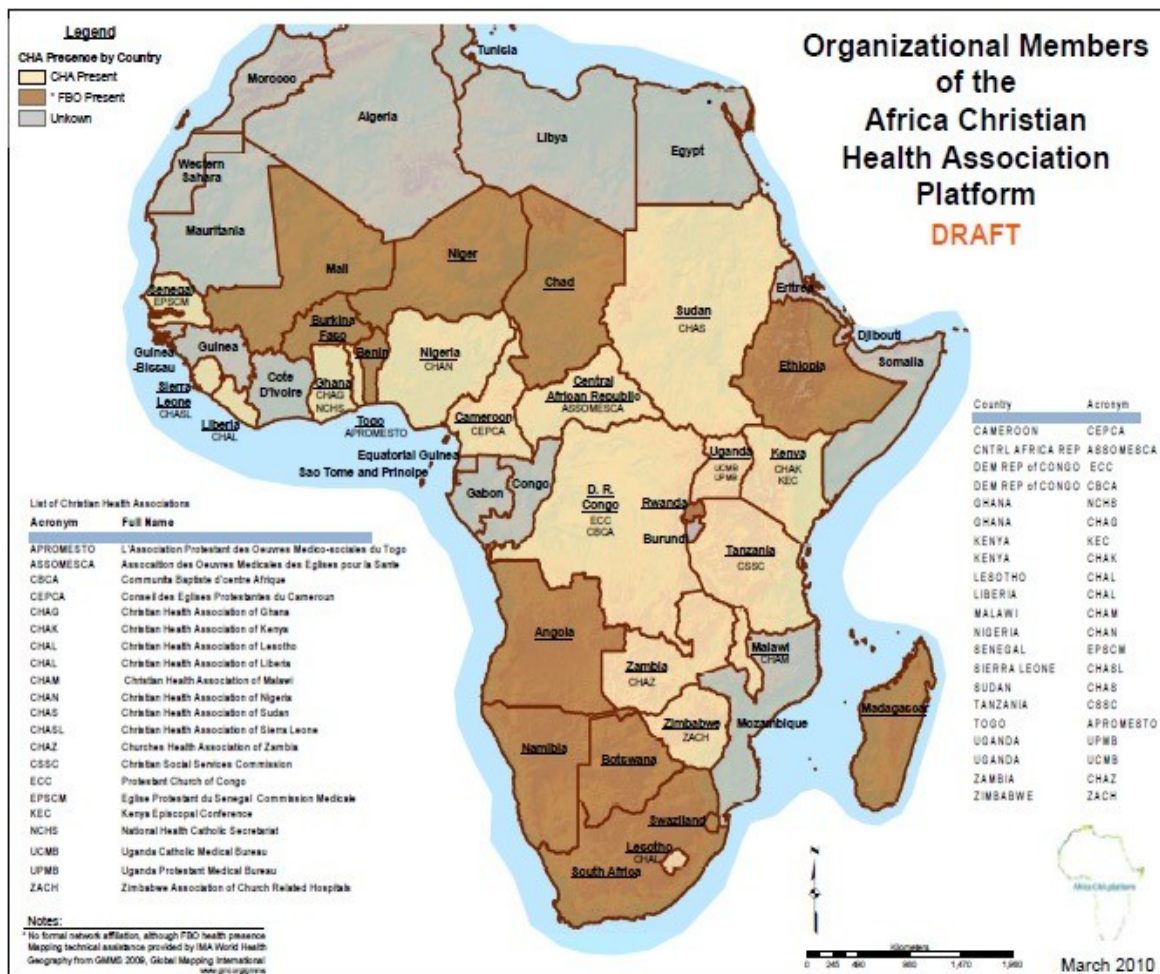 Legend
CHA Presence by Country
CHA Present
* FBO Present
Unkown
Organizational Members
of the
Africa Christian
Health Association
Platform
DRAFT
Tunisia
Morocco
Algeria
Libya
Egypt
Western
Sahara
Mauritania
Mali
Niger
Chad
Sudan
CHAS
Eritrea
Djibouti
Somalia
Ethiopia
Senegal
EPSCM
Guinea
-Bissau
Guinea
Sierra
Leone
CHASL
Liberia
CHAL
Cote
D'Ivoire
Burkina
Faso
Ghana
CHAG
NCHS
Benin
Togo
APROMESTO
Nigeria
CHAN
Cameroon
CEPCA
Central
African Republic
ASSOMESCA
Equatorial Guinea
Sao Tome and Principe
Gabon
Congo
D. R.
Congo
ECC
CBCA
Uganda
UCMB
UPMB
Kenya
CHAK
KEC
Rwanda
Burundi
Tanzania
CSSC
Angola
Zambia
CHAZ
Malawi
CHAM
Mozambique
Zimbabwe
ZACH
Madagascar
Namibia
Botswana
Swaziland
Lesotho
CHAL
South Africa
List of Christian Health Associations
Acronym Full Name
APROMESTO L'Association Protestant des Oeuvres Medico-sociales du Togo
ASSOMESCA Assocaition des Oeuvres Medicales des Eglises pour la Sante
CBCA Communita Baptiste d'centre Afrique
CEPCA Conseil des Eglises Protestantes du Cameroun
CHAG Christian Health Association of Ghana
CHAK Christian Health Association of Kenya
CHAL Christian Health Association of Lesotho
CHAL Christian Health Association of Liberia
CHAM Christian Health Association of Malawi
CHAN Christian Health Association of Nigeria
CHAS Christian Health Association of Sudan
CHASL Christian Health Association of Sierra Leone
CHAZ Churches Health Association of Zambia
CSSC Christian Social Services Commission
ECC Protestant Church of Congo
EPSCM Eglise Protestant du Senegal Commission Medicale
KEC Kenya Episcopal Conference
NCHS National Health Catholic Secretariat
UCMB Uganda Catholic Medical Bureau
UPMB Uganda Protestant Medical Bureau
ZACH Zimbabwe Association of Church Related Hospitals
Notes:
* No formal network affiliation, although FBO health presence
Mapping technical assistance provided by IMA World Health
Geography from GMMS 2009, Global Mapping International
Country Acronym
CAMEROON CEPCA
CNTRL AFRICA REP ASSOMESCA
DEM REP of CONGO ECC
DEM REP of CONGO CBCA
GHANA NCHS
GHANA CHAG
KENYA KEC
KENYA CHAK
LESOTHO CHAL
LIBERIA CHAL
MALAWI CHAM
NIGERIA CHAN
SENEGAL EPSCM
SIERRA LEONE CHASL
SUDAN CHAS
TANZANIA CSSC
TOGO APROMESTO
UGANDA UPMB
UGANDA UCMB
ZAMBIA CHAZ
ZIMBABWE ZACH
N
Kilometers
0 245 490 980 1,470 1,960
March 2010